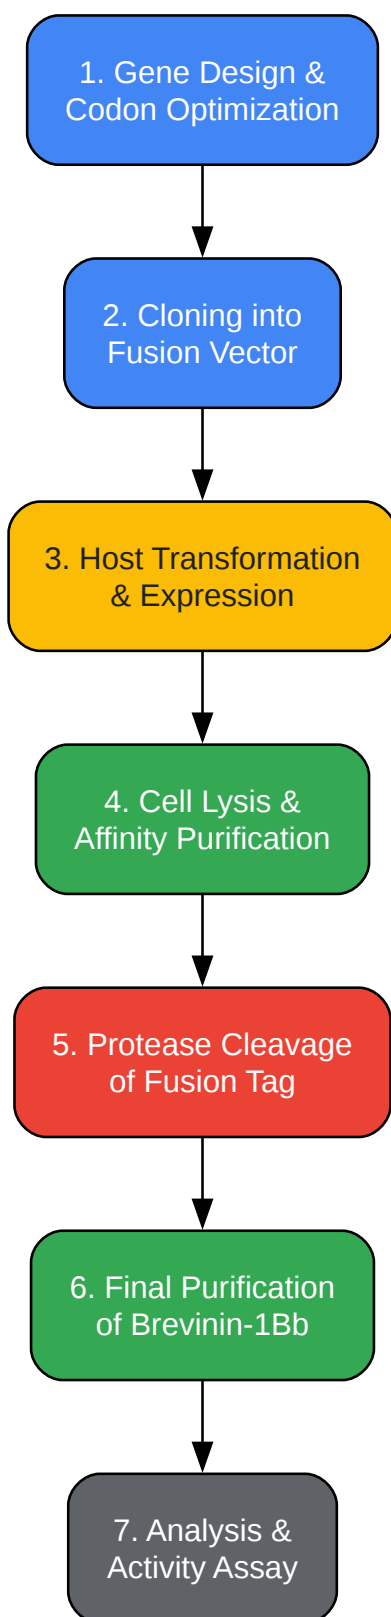 1. Gene Design &
Codon Optimization
2. Cloning into
Fusion Vector
3. Host Transformation
& Expression
4. Cell Lysis &
Affinity Purification
5. Protease Cleavage
of Fusion Tag
6. Final Purification
of Brevinin-1Bb
7. Analysis &
Activity Assay